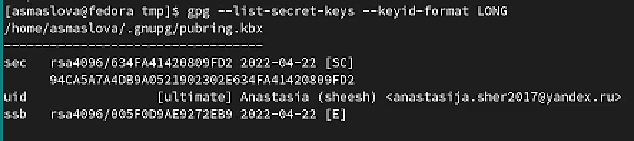 [asmaslova@fedora tmp]$ gpg --list-secret-keys --keyid-format LONG
/home/asmaslova/.gnupg/pubring.kbx
----------------------------------
sec   rsa4096/634FA41420809FD2 2022-04-22 [SC]
      94CA5A7A4DB9A0521902302E634FA41420809FD2
uid                 [ultimate] Anastasia (sheesh) <anastasija.sher2017@yandex.ru>
ssb   rsa4096/005F0D9AE9272EB9 2022-04-22 [E]